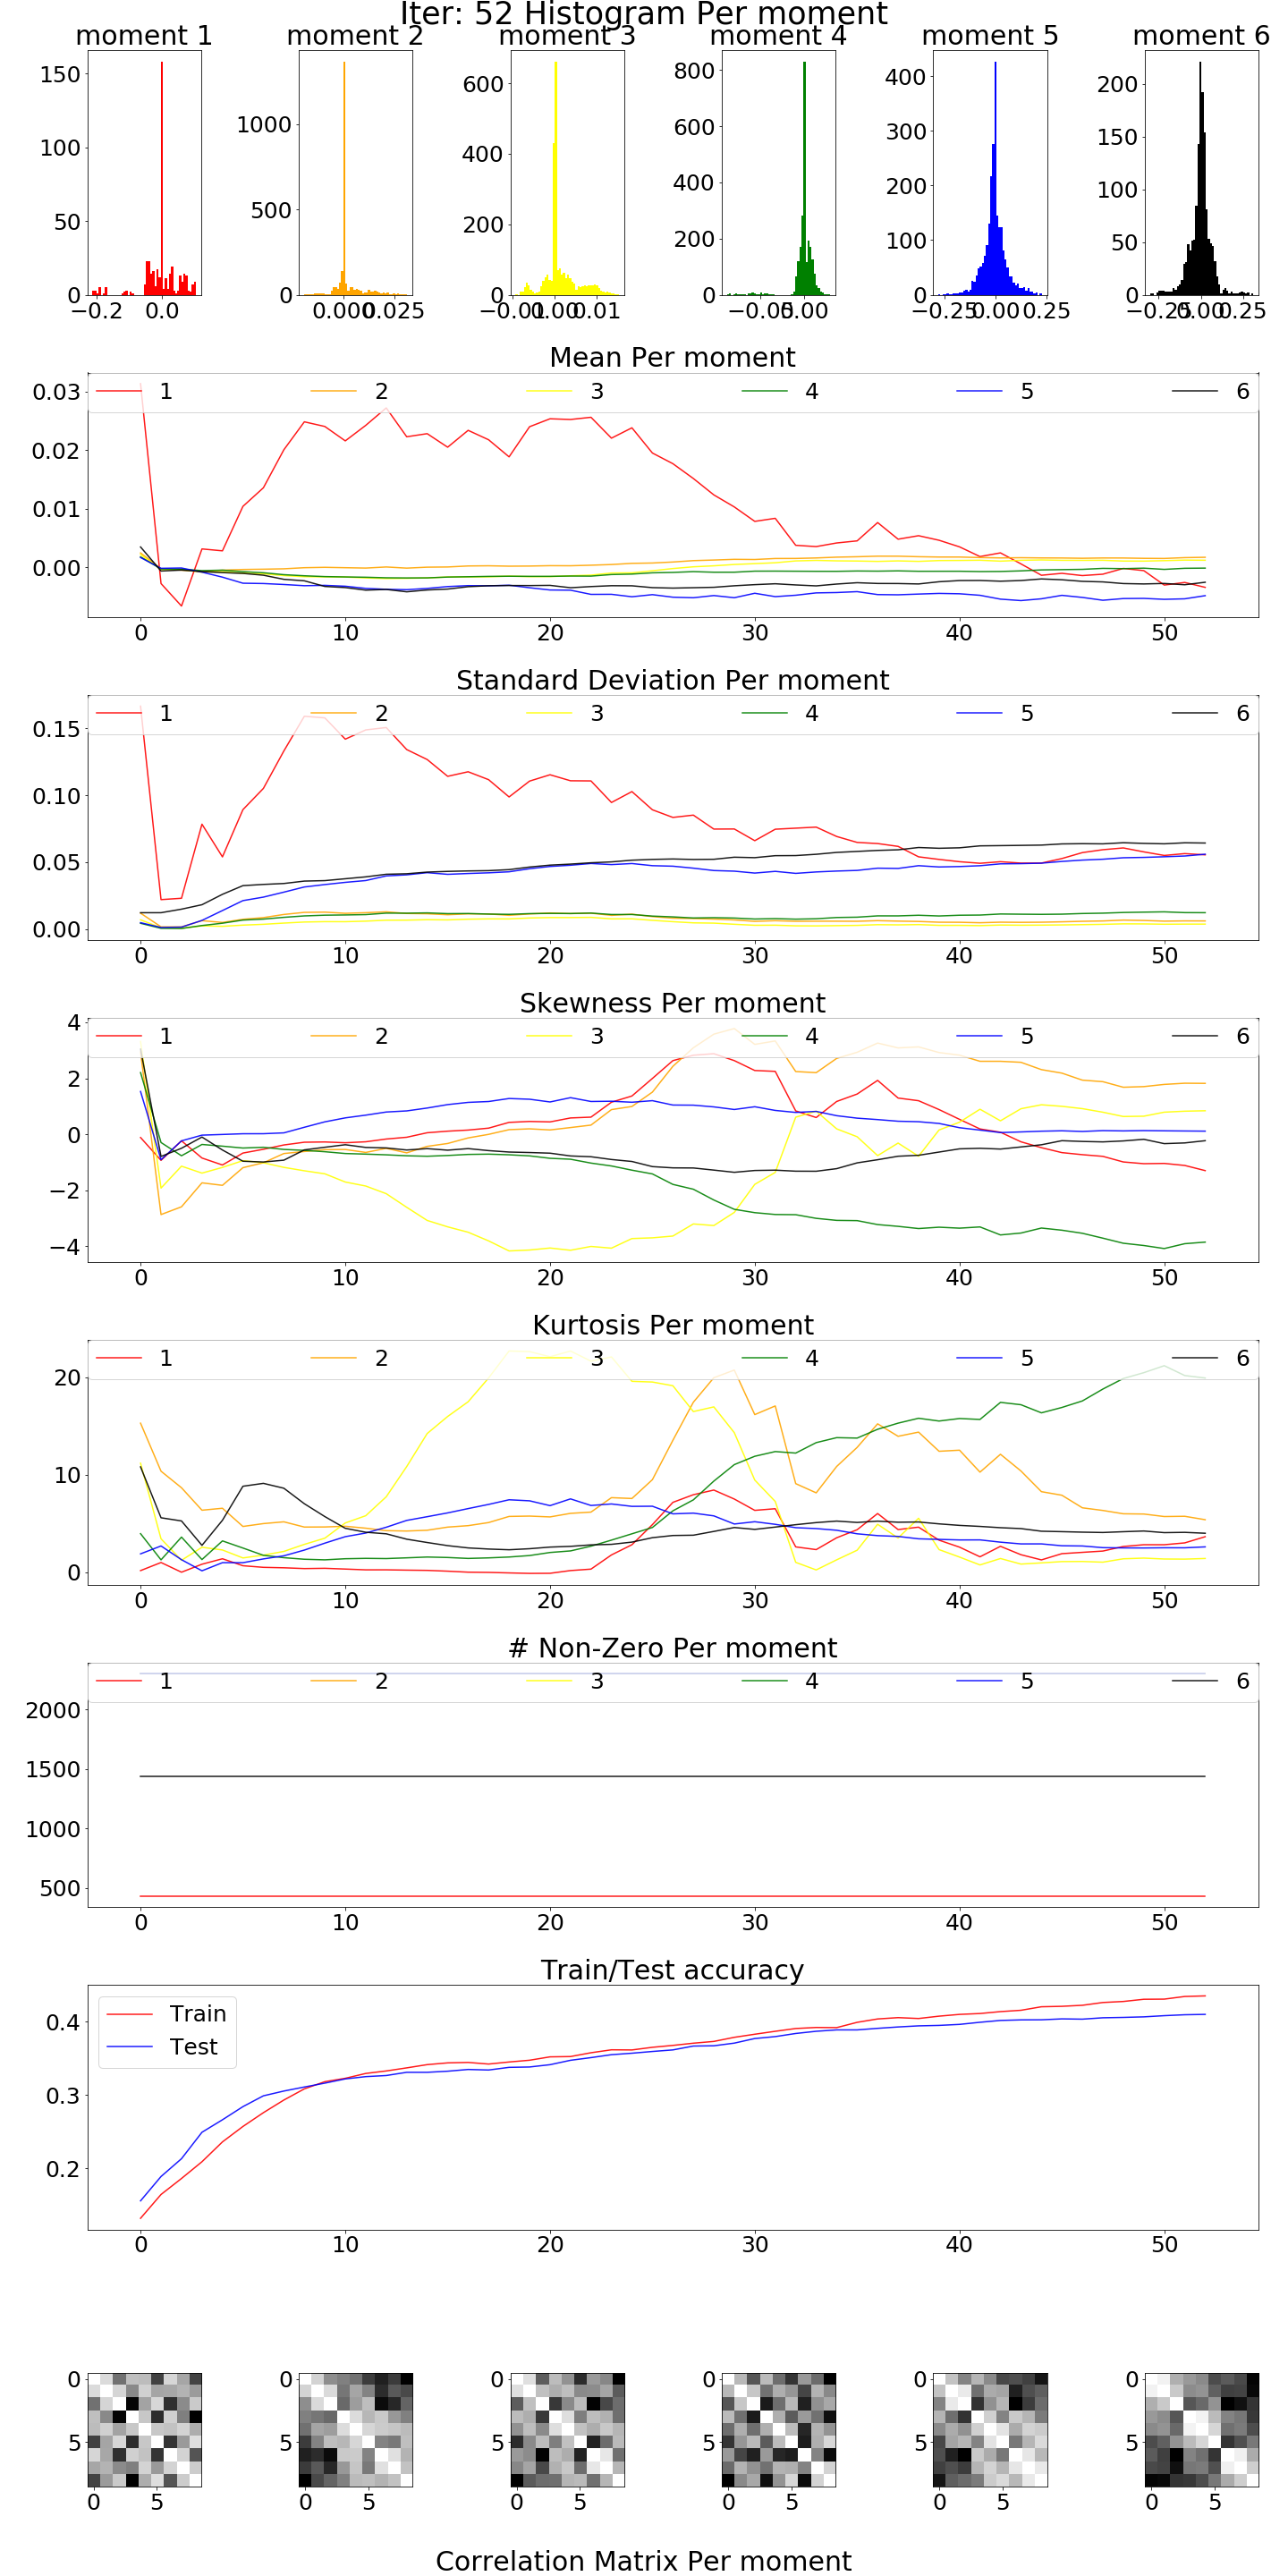 Iter: 52 Histogram Per moment
moment 1 moment 2 moment 3 moment 4 moment 5 moment 6
150
100
50
0
−0.2 0.0
1000
500
0
0.000 0.025
600
400
200
0
0.00 0.01
800
600
400
200
0
−0.05 0.00
400
300
200
100
0
−0.25 0.00 0.25
200
150
100
50
0
−0.25 0.00 0.25
Mean Per moment
1 2 3 4 5 6
0.03
0.02
0.01
0.00
0 10 20 30 40 50
Standard Deviation Per moment
1 2 3 4 5 6
0.15
0.10
0.05
0.00
0 10 20 30 40 50
Skewness Per moment
1 2 3 4 5 6
4
2
0
−2
−4
0 10 20 30 40 50
Kurtosis Per moment
1 2 3 4 5 6
20
10
0
0 10 20 30 40 50
# Non-Zero Per moment
1 2 3 4 5 6
2000
1500
1000
500
0 10 20 30 40 50
Train/Test accuracy
Train
Test
0.4
0.3
0.2
0 10 20 30 40 50
0 0 0 0 0 0
5 5 5 5 5 5
0 5 0 5 0 5 0 5 0 5 0 5
Correlation Matrix Per moment